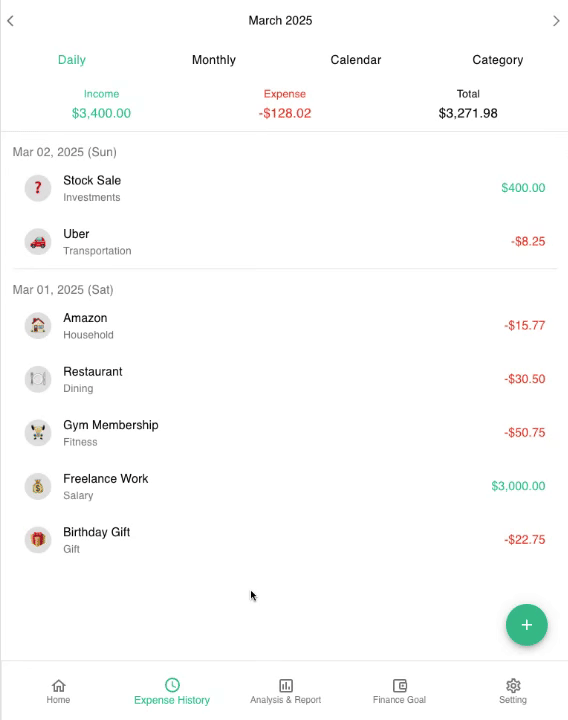 March 2025
Daily Monthly Calendar Category
Income Expense Total
$3,400.00 -$128.02 $3,271.98
Mar 02, 2025 (Sun)
Stock Sale
Investments
$400.00
Uber
Transportation
-$8.25
Mar 01, 2025 (Sat)
Amazon
Household
-$15.77
Restaurant
Dining
-$30.50
Gym Membership
Fitness
-$50.75
Freelance Work
Salary
$3,000.00
Birthday Gift
Gift
-$22.75
+
Home Expense History Analysis & Report Finance Goal Setting